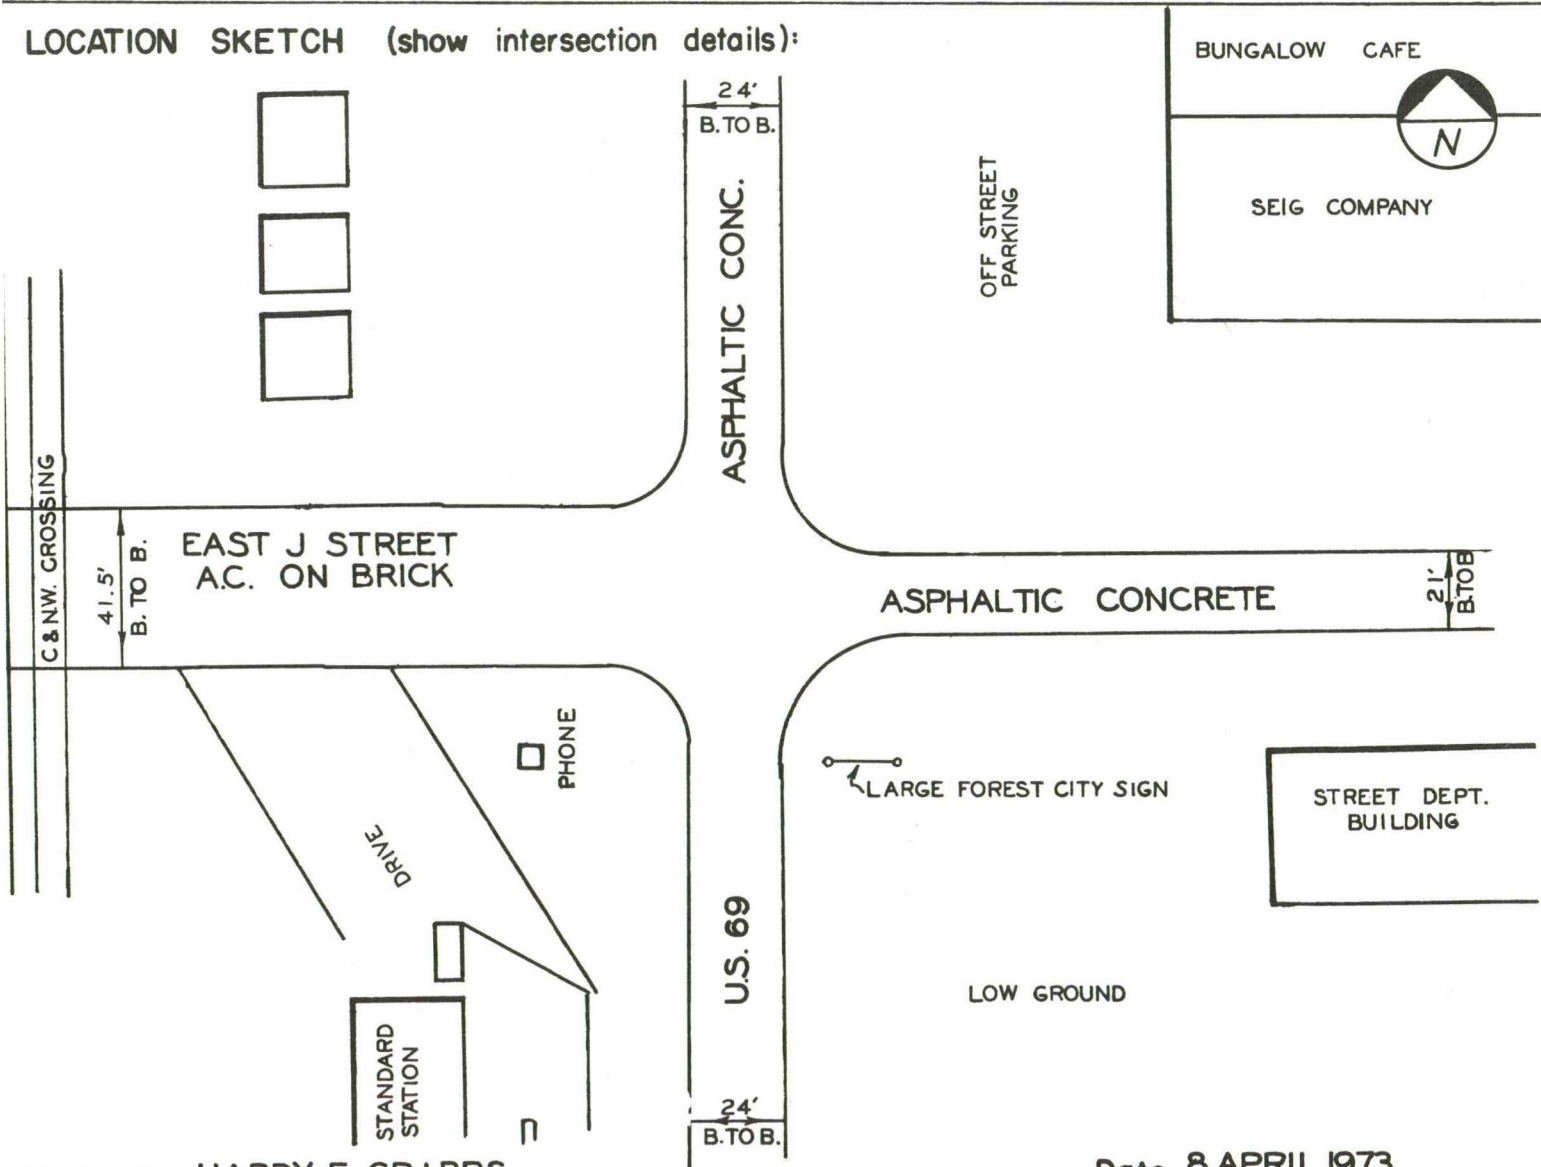 LOCATION SKETCH (show intersection details):
BUNGALOW CAFE
N
SEIG COMPANY
24'
B. TO B.
OFF STREET
PARKING
ASPHALTIC CONC.
C & N.W. CROSSING
41.5'
B. TO B.
EAST J STREET
A.C. ON BRICK
ASPHALTIC CONCRETE
21'
B. TO B
PHONE
LARGE FOREST CITY SIGN
STREET DEPT.
BUILDING
DRIVE
U.S. 69
LOW GROUND
STANDARD
STATION
24'
B. TO B.
Date 8 APRIL 1973